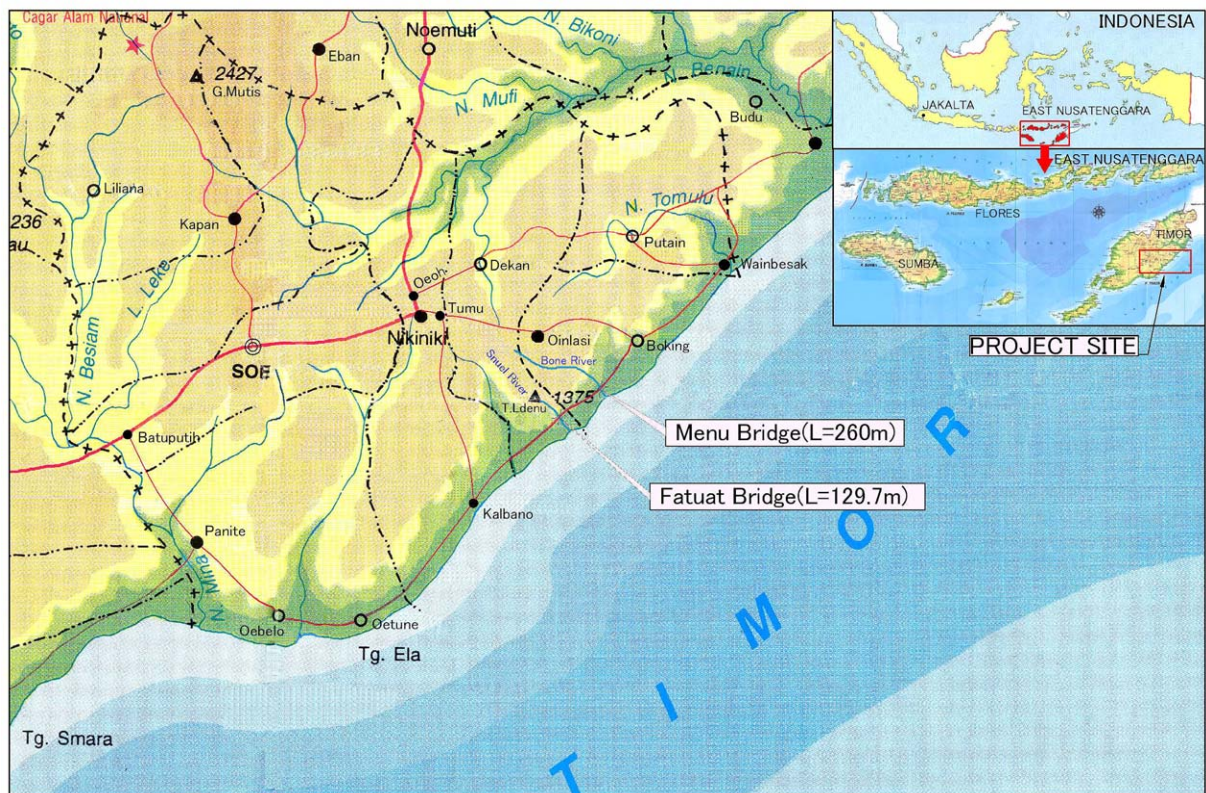 Cagar Alam National
Noemuti
N. Bikoni
Eban
2427
G.Mutis
N. Mufi
N. Benain
Budu
Liliana
236
au
Kapan
N. Tomulu
Putain
L. Leke
N. Besiam
Dekan
Wainbesak
Oeoh.
Tumu
Nikiniki
Oinlasi
Boking
SOE
Snuel River
Bone River
1375
T.Ldenu
Batuputih
Menu Bridge(L=260m)
Fatuat Bridge(L=129.7m)
Kalbano
Panite
N. Mina
Oebelo
Oetune
Tg. Ela
Tg. Smara
T I M O R
INDONESIA
JAKALTA
EAST NUSATENGGARA
EAST NUSATENGGARA
FLORES
TIMOR
SUMBA
PROJECT SITE